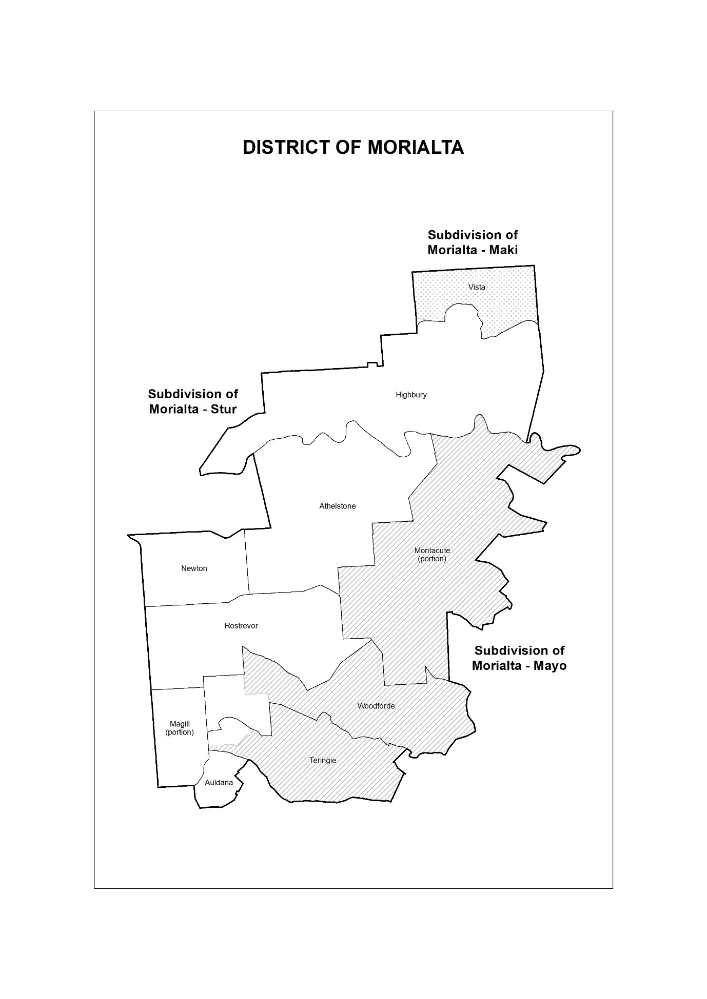 DISTRICT OF MORIALTA
Subdivision of
Morialta - Maki
Vista
Subdivision of
Morialta - Stur
Highbury
Athelstone
Montacute
(portion)
Newton
Rostrevor
Subdivision of
Morialta - Mayo
Woodforde
Magill
(portion)
Teringie
Auldana